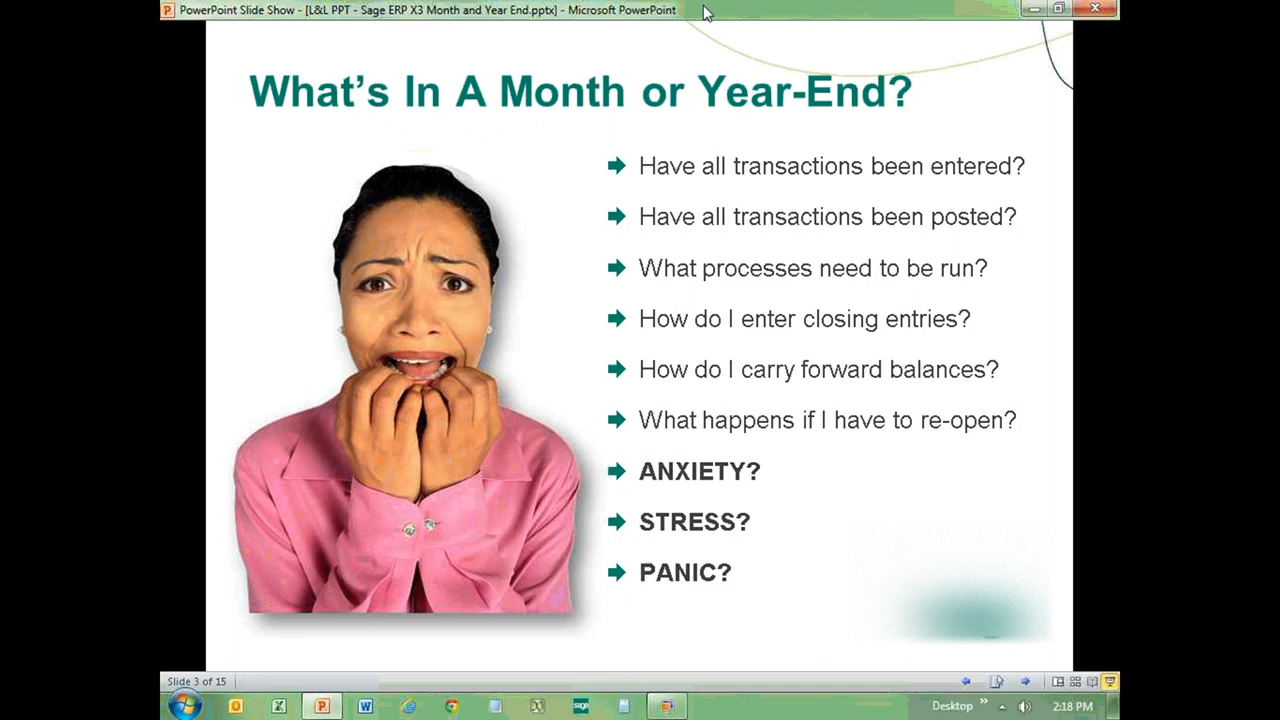 PowerPoint Slide Show - [L&L PPT - Sage ERP X3 Month and Year End.pptx] - Microsoft PowerPoint
What's In A Month or Year-End?
Have all transactions been entered?
Have all transactions been posted?
What processes need to be run?
How do I enter closing entries?
How do I carry forward balances?
What happens if I have to re-open?
ANXIETY?
STRESS?
PANIC?
Slide 3 of 15
sage
Desktop
2:18 PM